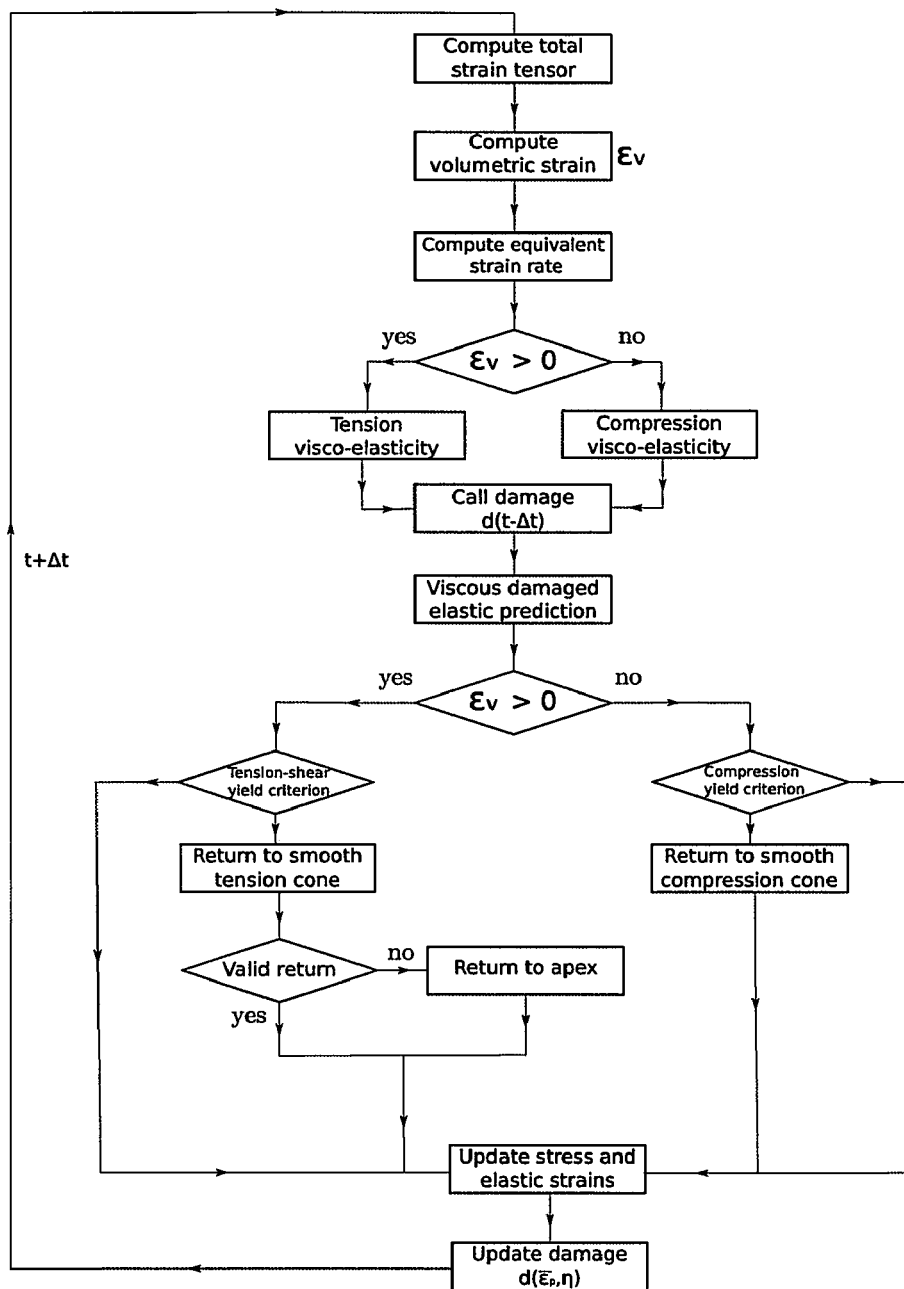 Compute total
strain tensor
Compute
volumetric strain
εv
Compute equivalent
strain rate
yes
no
εv > 0
Tension
visco-elasticity
Compression
visco-elasticity
Call damage
d(t-Δt)
t+Δt
Viscous damaged
elastic prediction
yes
no
εv > 0
Tension-shear
yield criterion
Compression
yield criterion
Return to smooth
tension cone
Return to smooth
compression cone
Valid return
no
Return to apex
yes
Update stress and
elastic strains
Update damage
d(ε̅ₚ,η)